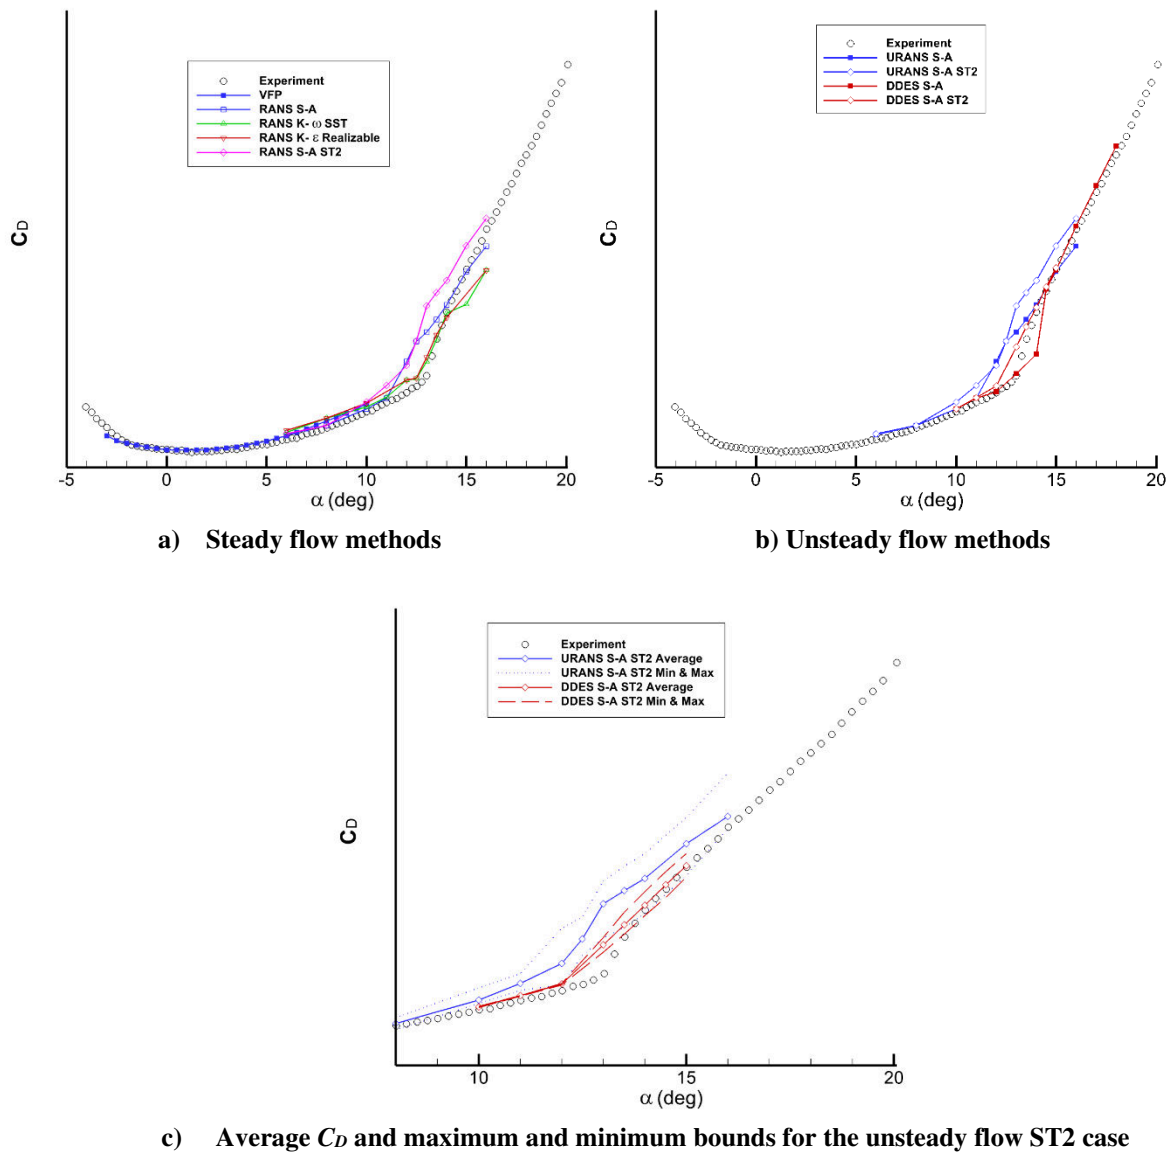 Experiment
VFP
RANS S-A
RANS K- ω SST
RANS K- ε Realizable
RANS S-A ST2
CD
-5 0 5 10 15 20
α (deg)
a) Steady flow methods
Experiment
URANS S-A
URANS S-A ST2
DDES S-A
DDES S-A ST2
CD
-5 0 5 10 15 20
α (deg)
b) Unsteady flow methods
Experiment
URANS S-A ST2 Average
URANS S-A ST2 Min & Max
DDES S-A ST2 Average
DDES S-A ST2 Min & Max
CD
10 15 20
α (deg)
c) Average CD and maximum and minimum bounds for the unsteady flow ST2 case